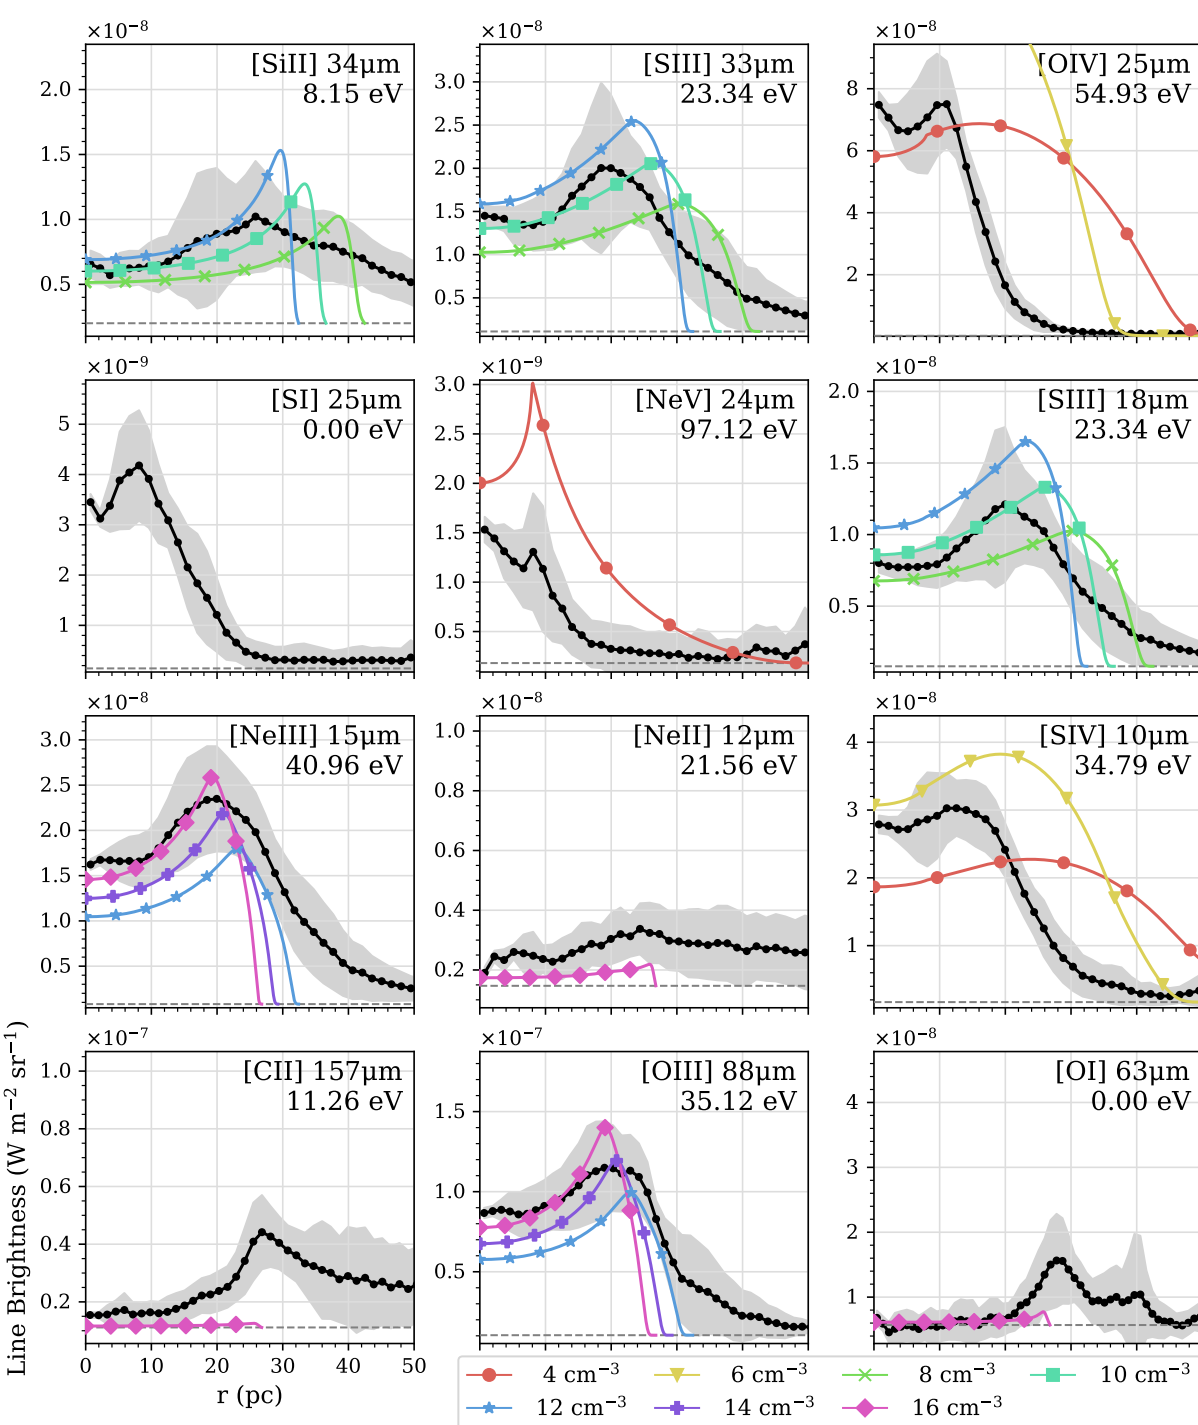 ×10⁻⁸ ×10⁻⁸ ×10⁻⁸
[SiII] 34μm
8.15 eV
2.0
1.5
1.0
0.5
[SIII] 33μm
23.34 eV
3.0
2.5
2.0
1.5
1.0
0.5
[OIV] 25μm
54.93 eV
8
6
4
2
×10⁻⁹ ×10⁻⁹ ×10⁻⁸
[SI] 25μm
0.00 eV
5
4
3
2
1
[NeV] 24μm
97.12 eV
3.0
2.5
2.0
1.5
1.0
0.5
[SIII] 18μm
23.34 eV
2.0
1.5
1.0
0.5
×10⁻⁸ ×10⁻⁸ ×10⁻⁸
[NeIII] 15μm
40.96 eV
3.0
2.5
2.0
1.5
1.0
0.5
[NeII] 12μm
21.56 eV
1.0
0.8
0.6
0.4
0.2
[SIV] 10μm
34.79 eV
4
3
2
1
×10⁻⁷ ×10⁻⁷ ×10⁻⁸
[CII] 157μm
11.26 eV
1.0
0.8
0.6
0.4
0.2
[OIII] 88μm
35.12 eV
1.5
1.0
0.5
[OI] 63μm
0.00 eV
4
3
2
1
Line Brightness (W m⁻² sr⁻¹)
0 10 20 30 40 50
r (pc)
4 cm⁻³ 6 cm⁻³ 8 cm⁻³ 10 cm⁻³
12 cm⁻³ 14 cm⁻³ 16 cm⁻³